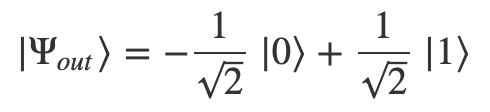 |Ψ_out⟩ = −1/√2 |0⟩ + 1/√2 |1⟩